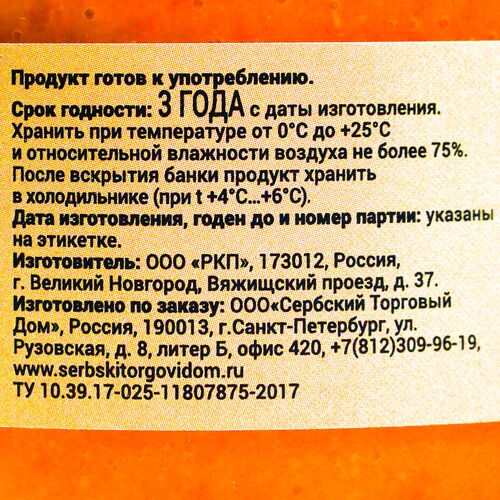 Продукт готов к употреблению.
Срок годности: 3 ГОДА с даты изготовления.
Хранить при температуре от 0°С до +25°С
и относительной влажности воздуха не более 75%.
После вскрытия банки продукт хранить
в холодильнике (при t +4°С...+6°С).
Дата изготовления, годен до и номер партии: указаны
на этикетке.
Изготовитель: ООО «РКП», 173012, Россия,
г. Великий Новгород, Вяжищский проезд, д. 37.
Изготовлено по заказу: ООО«Сербский Торговый
Дом», Россия, 190013, г.Санкт-Петербург, ул.
Рузовская, д. 8, литер Б, офис 420, +7(812)309-96-19,
www.serbskitorgovidom.ru
ТУ 10.39.17-025-11807875-2017